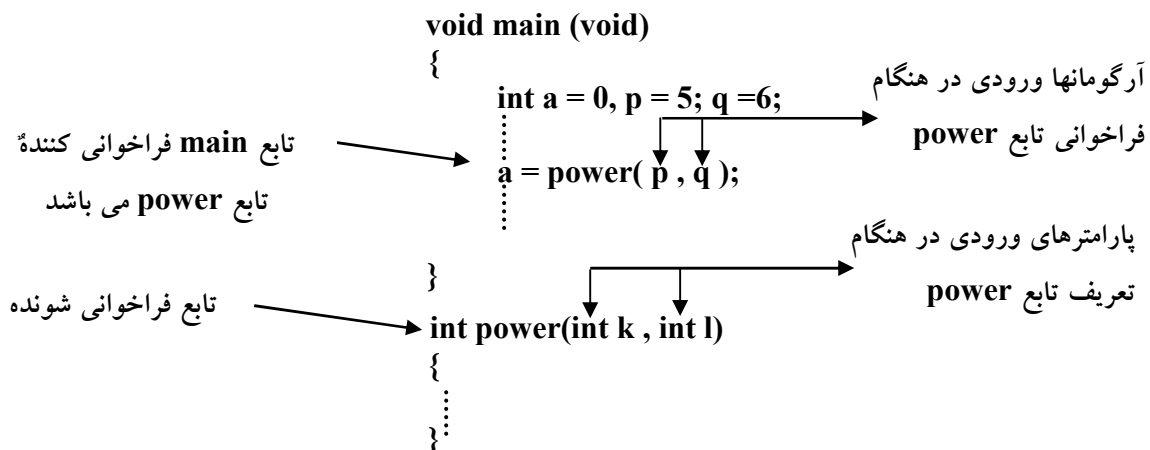 void main (void)
{
int a = 0, p = 5; q =6;
آرگومانها ورودی در هنگام
فراخوانی تابع power
تابع main فراخوانی کنندهٔ
تابع power می باشد
a = power( p , q );
}
پارامترهای ورودی در هنگام
تعریف تابع power
تابع فراخوانی شونده
int power(int k , int l)
{
}